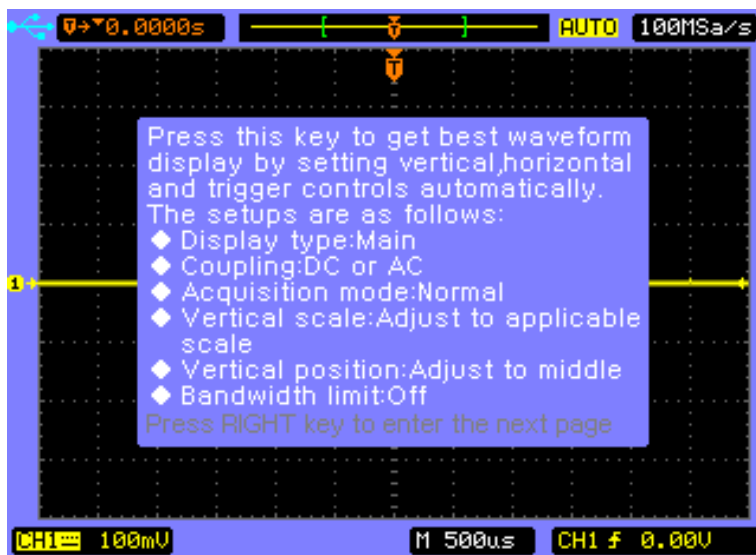 T→▼0.0000s T AUTO 100MSa/s
T
Press this key to get best waveform
display by setting vertical,horizontal
and trigger controls automatically.
The setups are as follows:
◆ Display type:Main
◆ Coupling:DC or AC
1
◆ Acquisition mode:Normal
◆ Vertical scale:Adjust to applicable
scale
◆ Vertical position:Adjust to middle
◆ Bandwidth limit:Off
Press RIGHT key to enter the next page
CH1 100mV M 500us CH1 0.00V